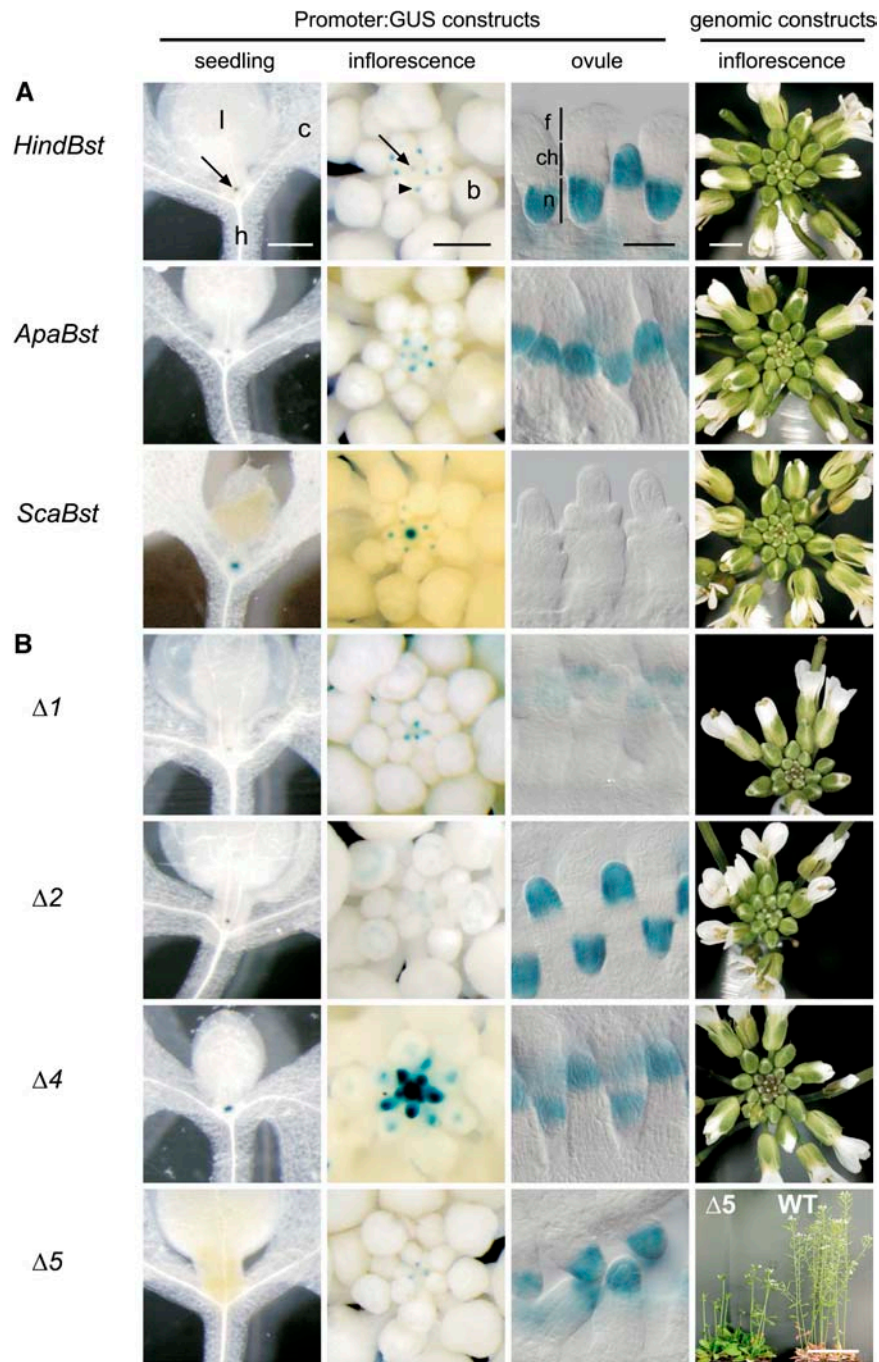 Promoter:GUS constructs genomic constructs
seedling inflorescence ovule inflorescence
A
HindBst l c h b f ch n
ApaBst
ScaBst
B
Δ1
Δ2
Δ4
Δ5 Δ5 WT